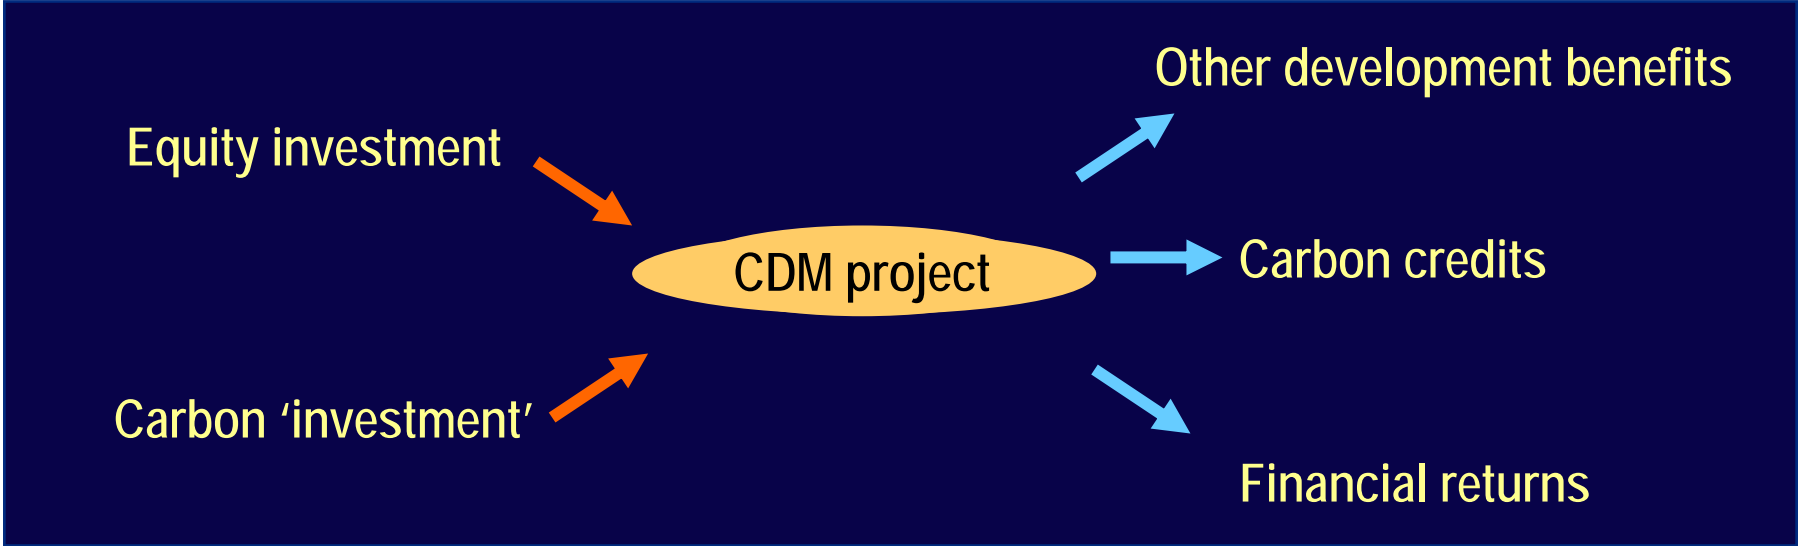 Other development benefits
Equity investment
CDM project
Carbon credits
Carbon ‘investment’
Financial returns